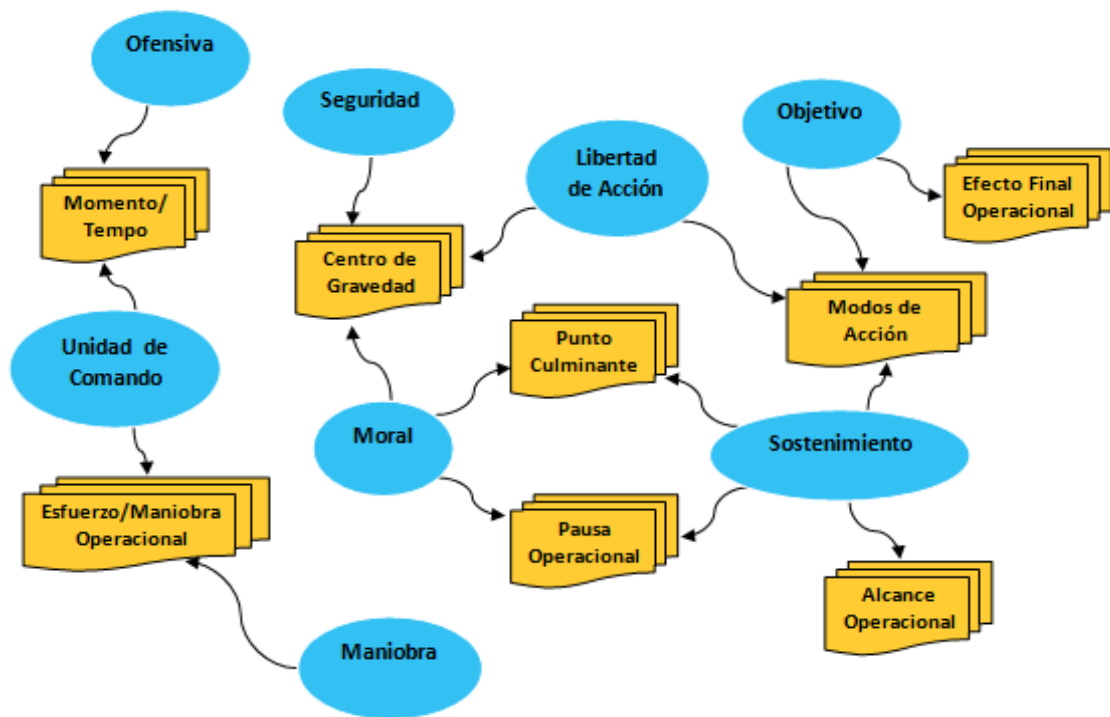 Ofensiva
Seguridad
Objetivo
Libertad
de Acción
Efecto Final
Operacional
Momento/
Tempo
Centro de
Gravedad
Modos de
Acción
Unidad de
Comando
Punto
Culminante
Moral
Sostenimiento
Esfuerzo/Maniobra
Operacional
Pausa
Operacional
Alcance
Operacional
Maniobra